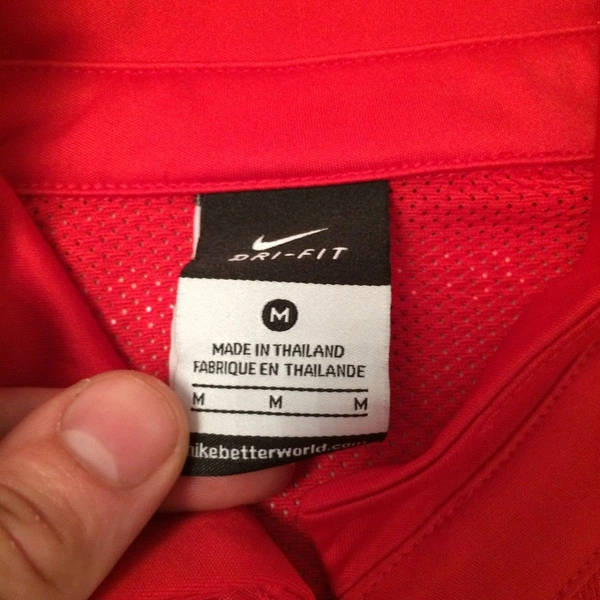 DRI-FIT
M
MADE IN THAILAND
FABRIQUE EN THAILANDE
M M M
nikebetterworld.com